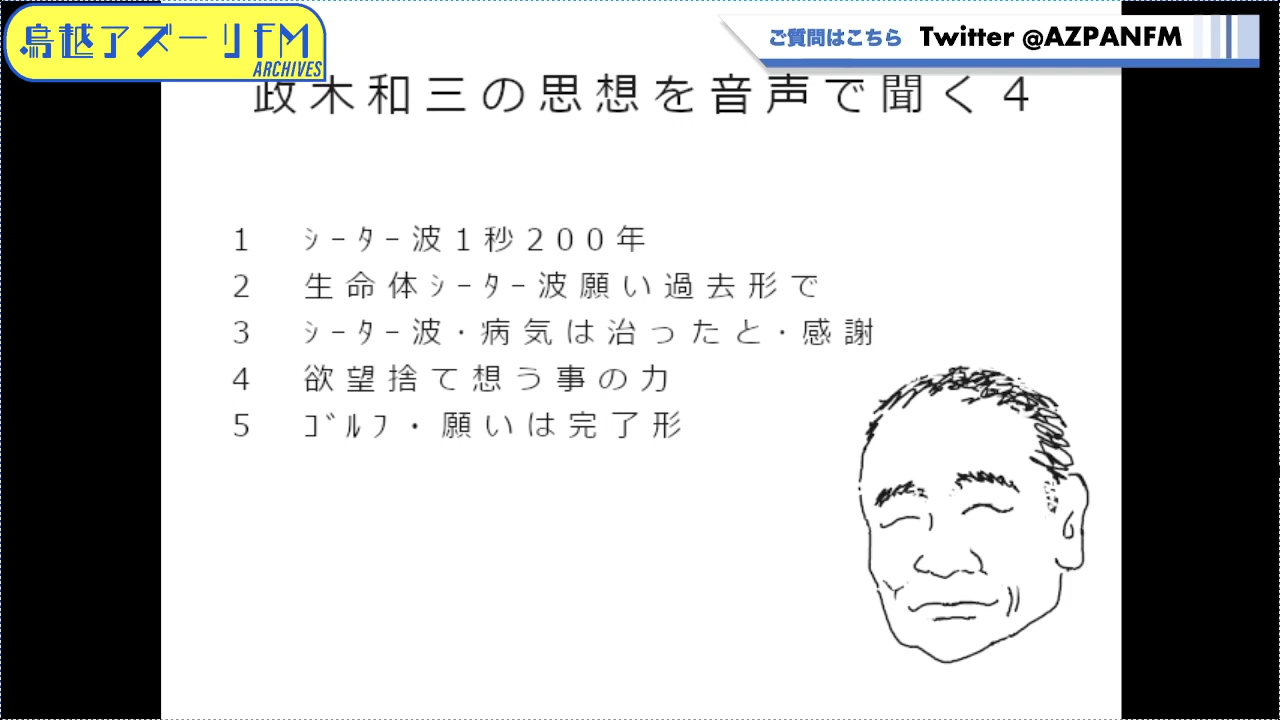 鳥越アズーリFM
ARCHIVES
ご質問はこちら Twitter @AZPANFM
政木和三の思想を音声で聞く４
1 ｼｰﾀｰ波１秒２００年
2 生命体ｼｰﾀｰ波願い過去形で
3 ｼｰﾀｰ波・病気は治ったと・感謝
4 欲望捨て想う事の力
5 ｺﾞﾙﾌ・願いは完了形